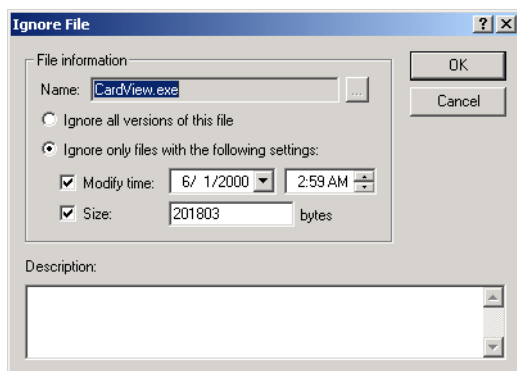 Ignore File
File information
OK
Name: CardView.exe ...
Cancel
Ignore all versions of this file
Ignore only files with the following settings:
Modify time: 6/ 1/2000 2:59 AM
Size: 201803 bytes
Description: